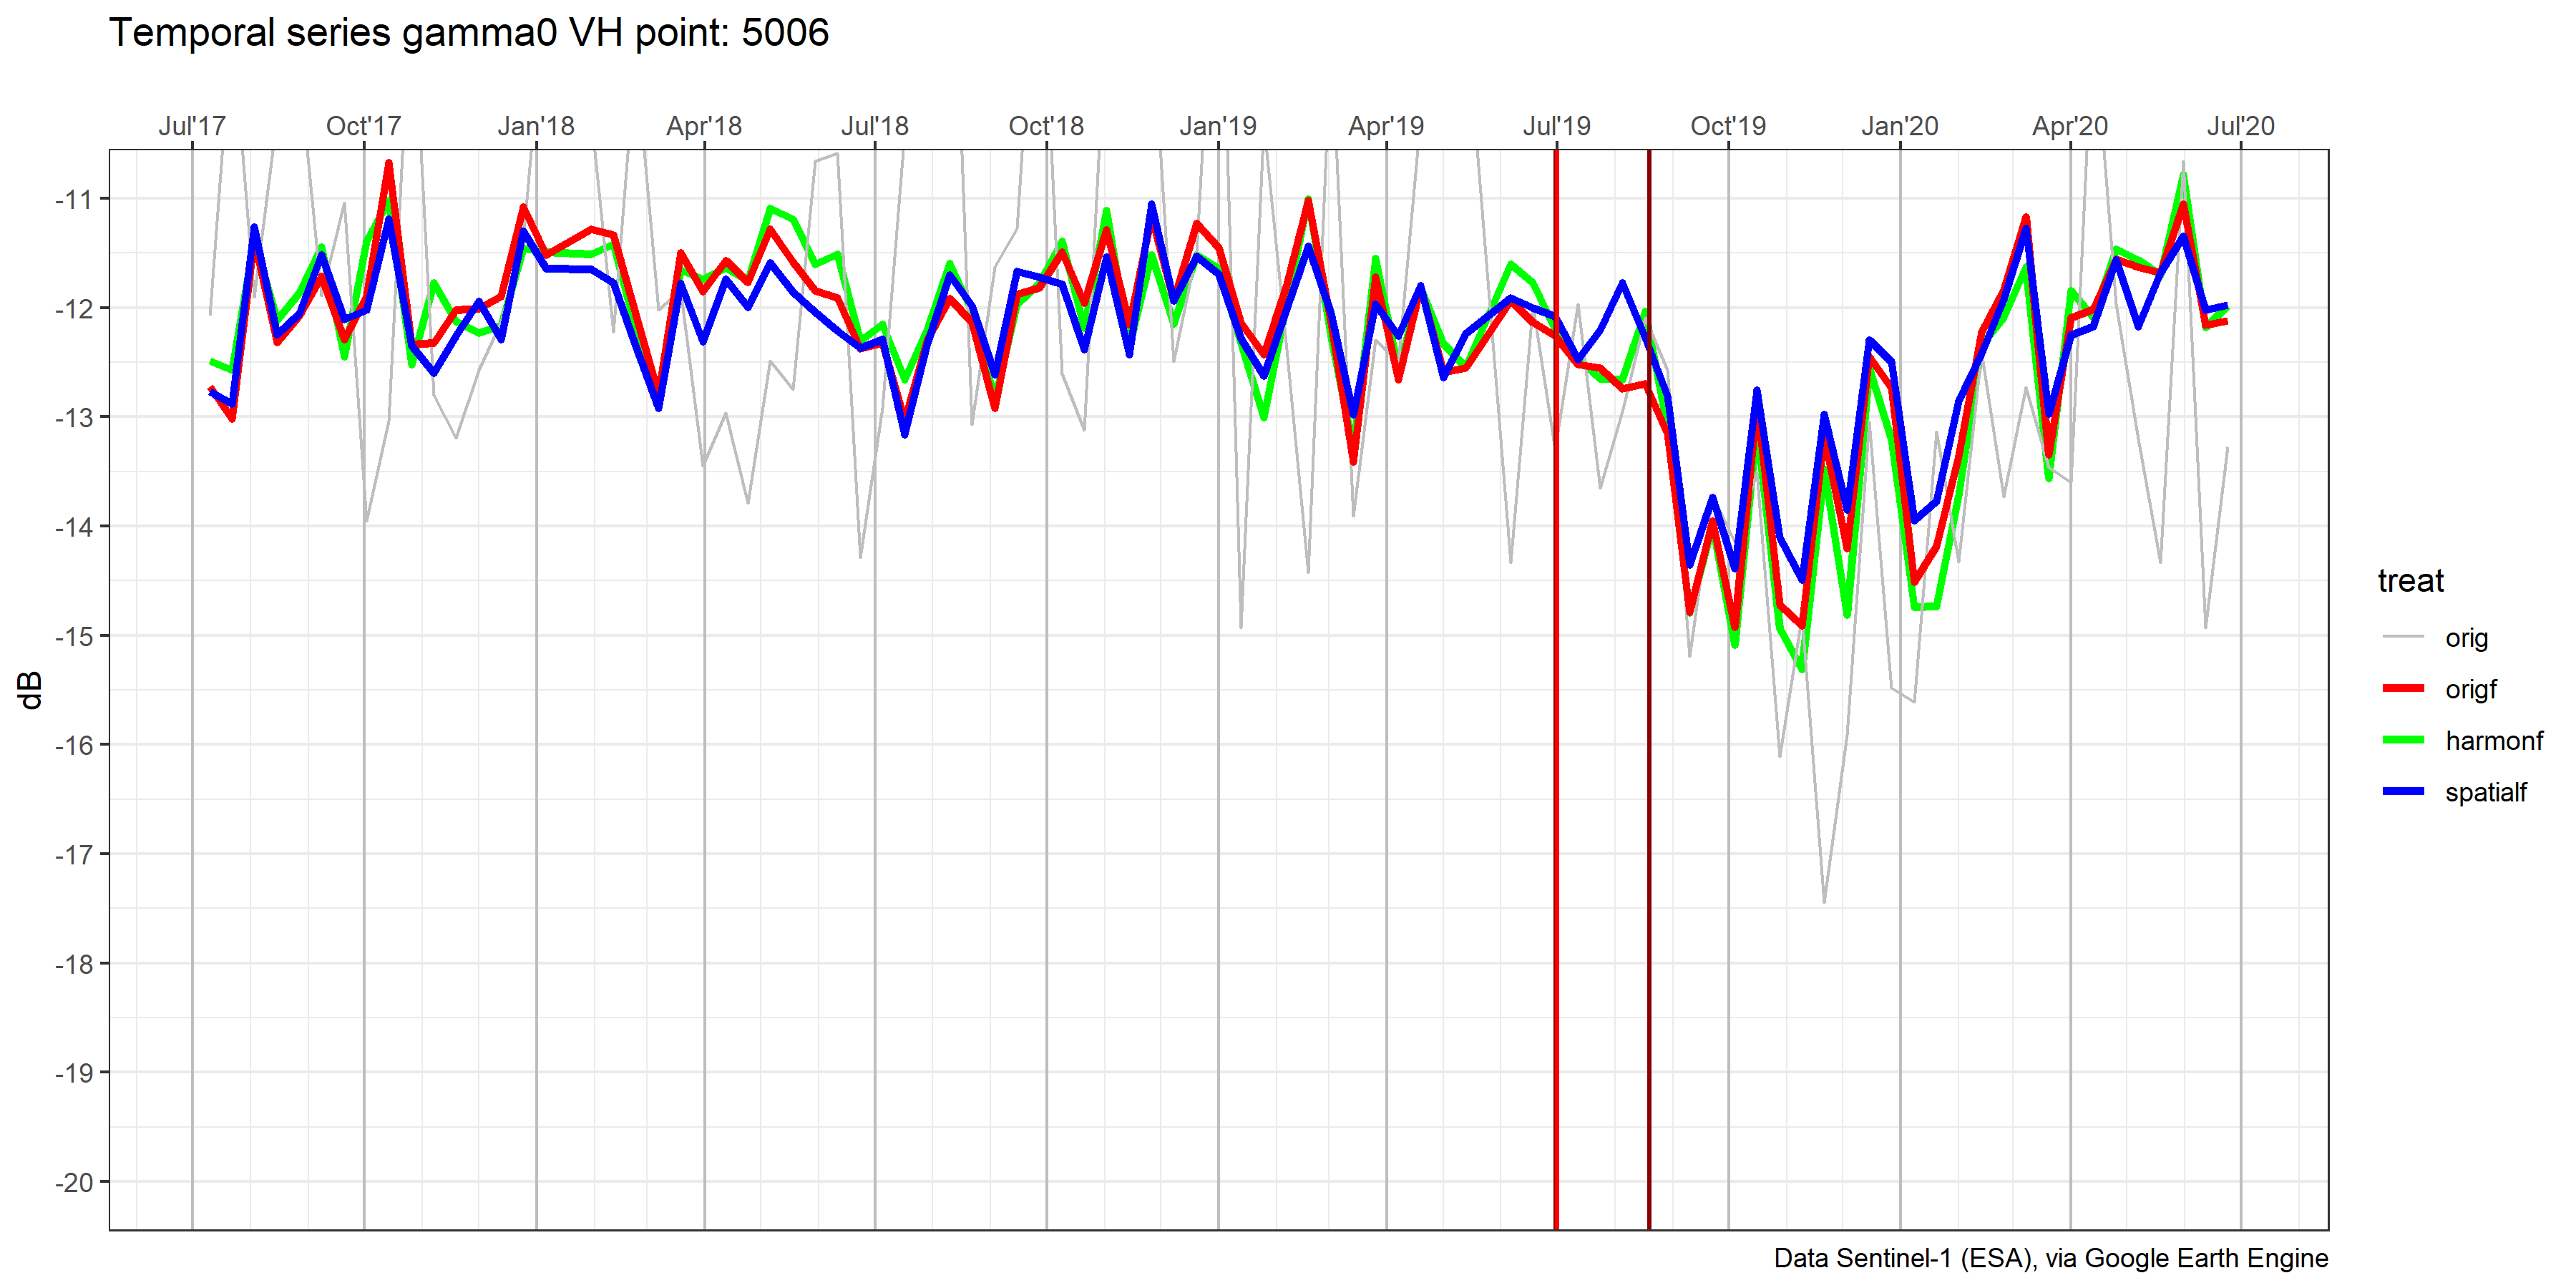 Temporal series gamma0 VH point: 5006
Jul'17 Oct'17 Jan'18 Apr'18 Jul'18 Oct'18 Jan'19 Apr'19 Jul'19 Oct'19 Jan'20 Apr'20 Jul'20
-11
-12
-13
-14
-15
-16
-17
-18
-19
-20
dB
treat
orig
origf
harmonf
spatialf
Data Sentinel-1 (ESA), via Google Earth Engine